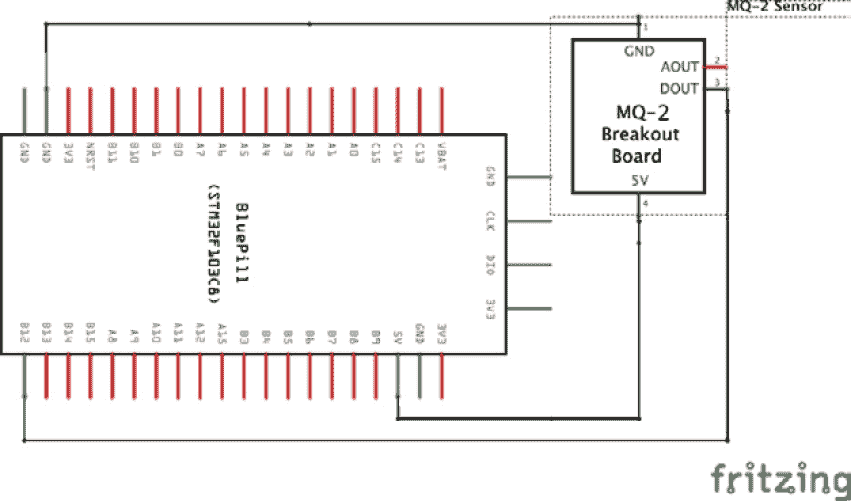 MQ-2 Sensor
1
GND
AOUT 2
DOUT 3
MQ-2
Breakout
Board
5V
4
GND GND 3V3 NRST B11 B10 B1 B0 A7 A6 A5 A4 A3 A2 A1 A0 C15 C14 C13 VBAT
GND
CLK
DIO
3V3
BluePill
(STM32F103C8)
B12 B13 B14 B15 A8 A9 A10 A11 A12 A15 B3 B4 B5 B6 B7 B8 B9 5V GND 3V3
fritzing